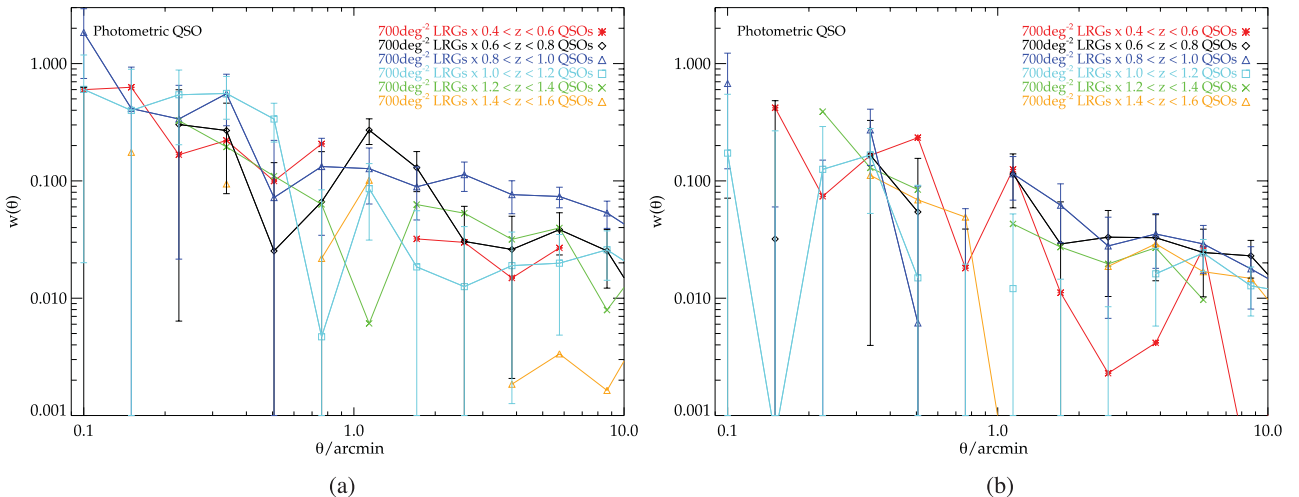 Photometric QSO
700deg⁻² LRGs x 0.4 < z < 0.6 QSOs
700deg⁻² LRGs x 0.6 < z < 0.8 QSOs
700deg⁻² LRGs x 0.8 < z < 1.0 QSOs
700deg⁻² LRGs x 1.0 < z < 1.2 QSOs
700deg⁻² LRGs x 1.2 < z < 1.4 QSOs
700deg⁻² LRGs x 1.4 < z < 1.6 QSOs
1.000
0.100
0.010
0.001
w(θ)
0.1 1.0 10.0
θ/arcmin
(a)
Photometric QSO
700deg⁻² LRGs x 0.4 < z < 0.6 QSOs
700deg⁻² LRGs x 0.6 < z < 0.8 QSOs
700deg⁻² LRGs x 0.8 < z < 1.0 QSOs
700deg⁻² LRGs x 1.0 < z < 1.2 QSOs
700deg⁻² LRGs x 1.2 < z < 1.4 QSOs
700deg⁻² LRGs x 1.4 < z < 1.6 QSOs
1.000
0.100
0.010
0.001
w(θ)
0.1 1.0 10.0
θ/arcmin
(b)